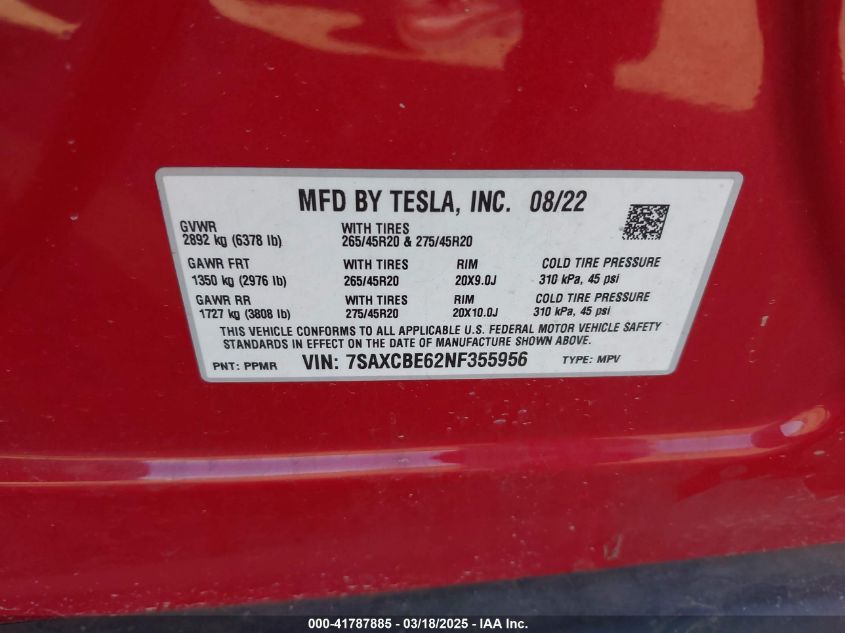 MFD BY TESLA, INC. 08/22
GVWR WITH TIRES
2892 kg (6378 lb) 265/45R20 & 275/45R20
GAWR FRT WITH TIRES RIM COLD TIRE PRESSURE
1350 kg (2976 lb) 265/45R20 20X9.0J 310 kPa, 45 psi
GAWR RR WITH TIRES RIM COLD TIRE PRESSURE
1727 kg (3808 lb) 275/45R20 20X10.0J 310 kPa, 45 psi
THIS VEHICLE CONFORMS TO ALL APPLICABLE U.S. FEDERAL MOTOR VEHICLE SAFETY
STANDARDS IN EFFECT ON THE DATE OF MANUFACTURE SHOWN ABOVE.
PNT: PPMR VIN: 7SAXCBE62NF355956 TYPE: MPV
000-41787885 - 03/18/2025 - IAA Inc.